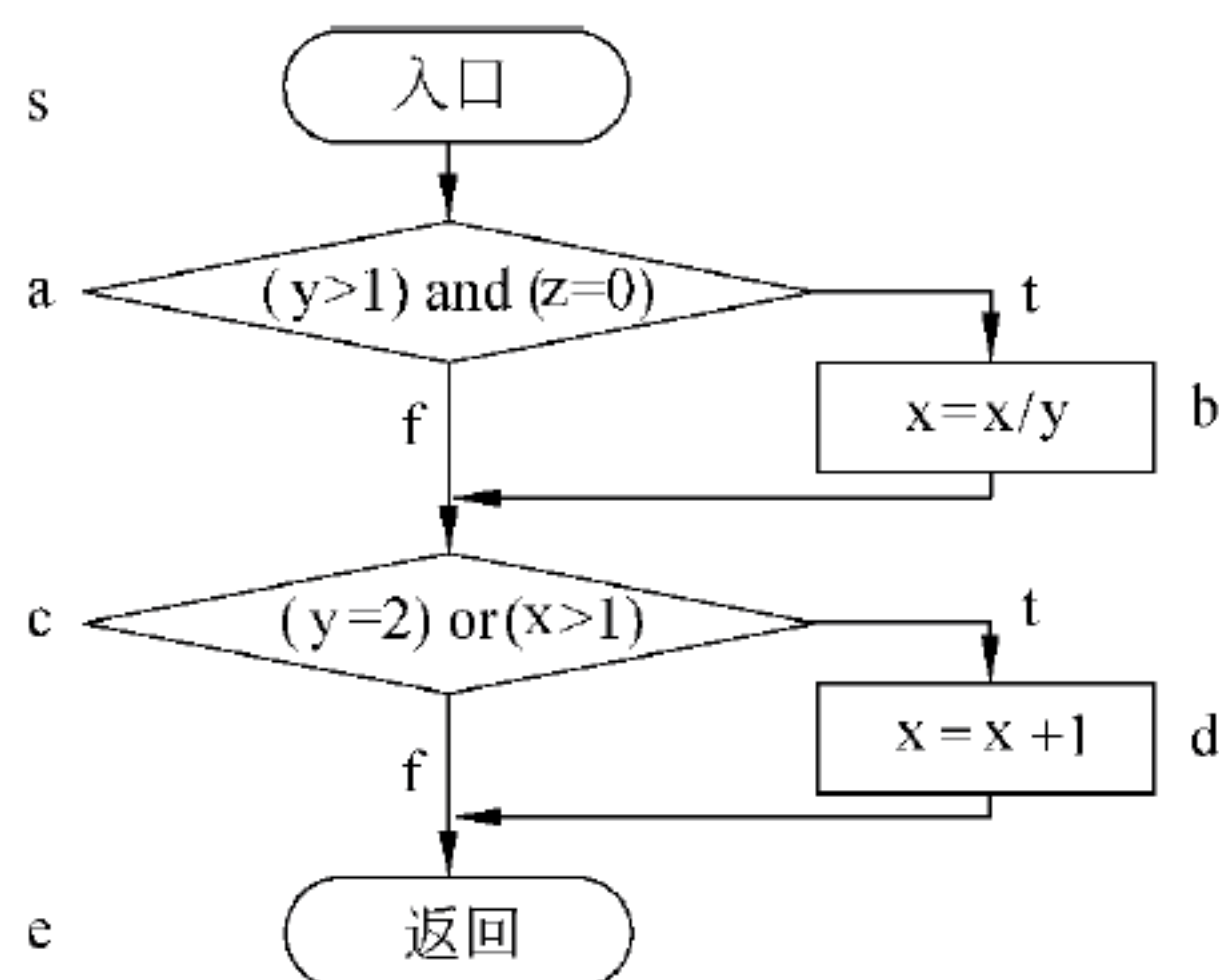 s
入口
a
( y>1) and (z=0)
t
x=x/y
b
f
c
( y=2) or(x>1)
t
x=x+1
d
f
e
返回